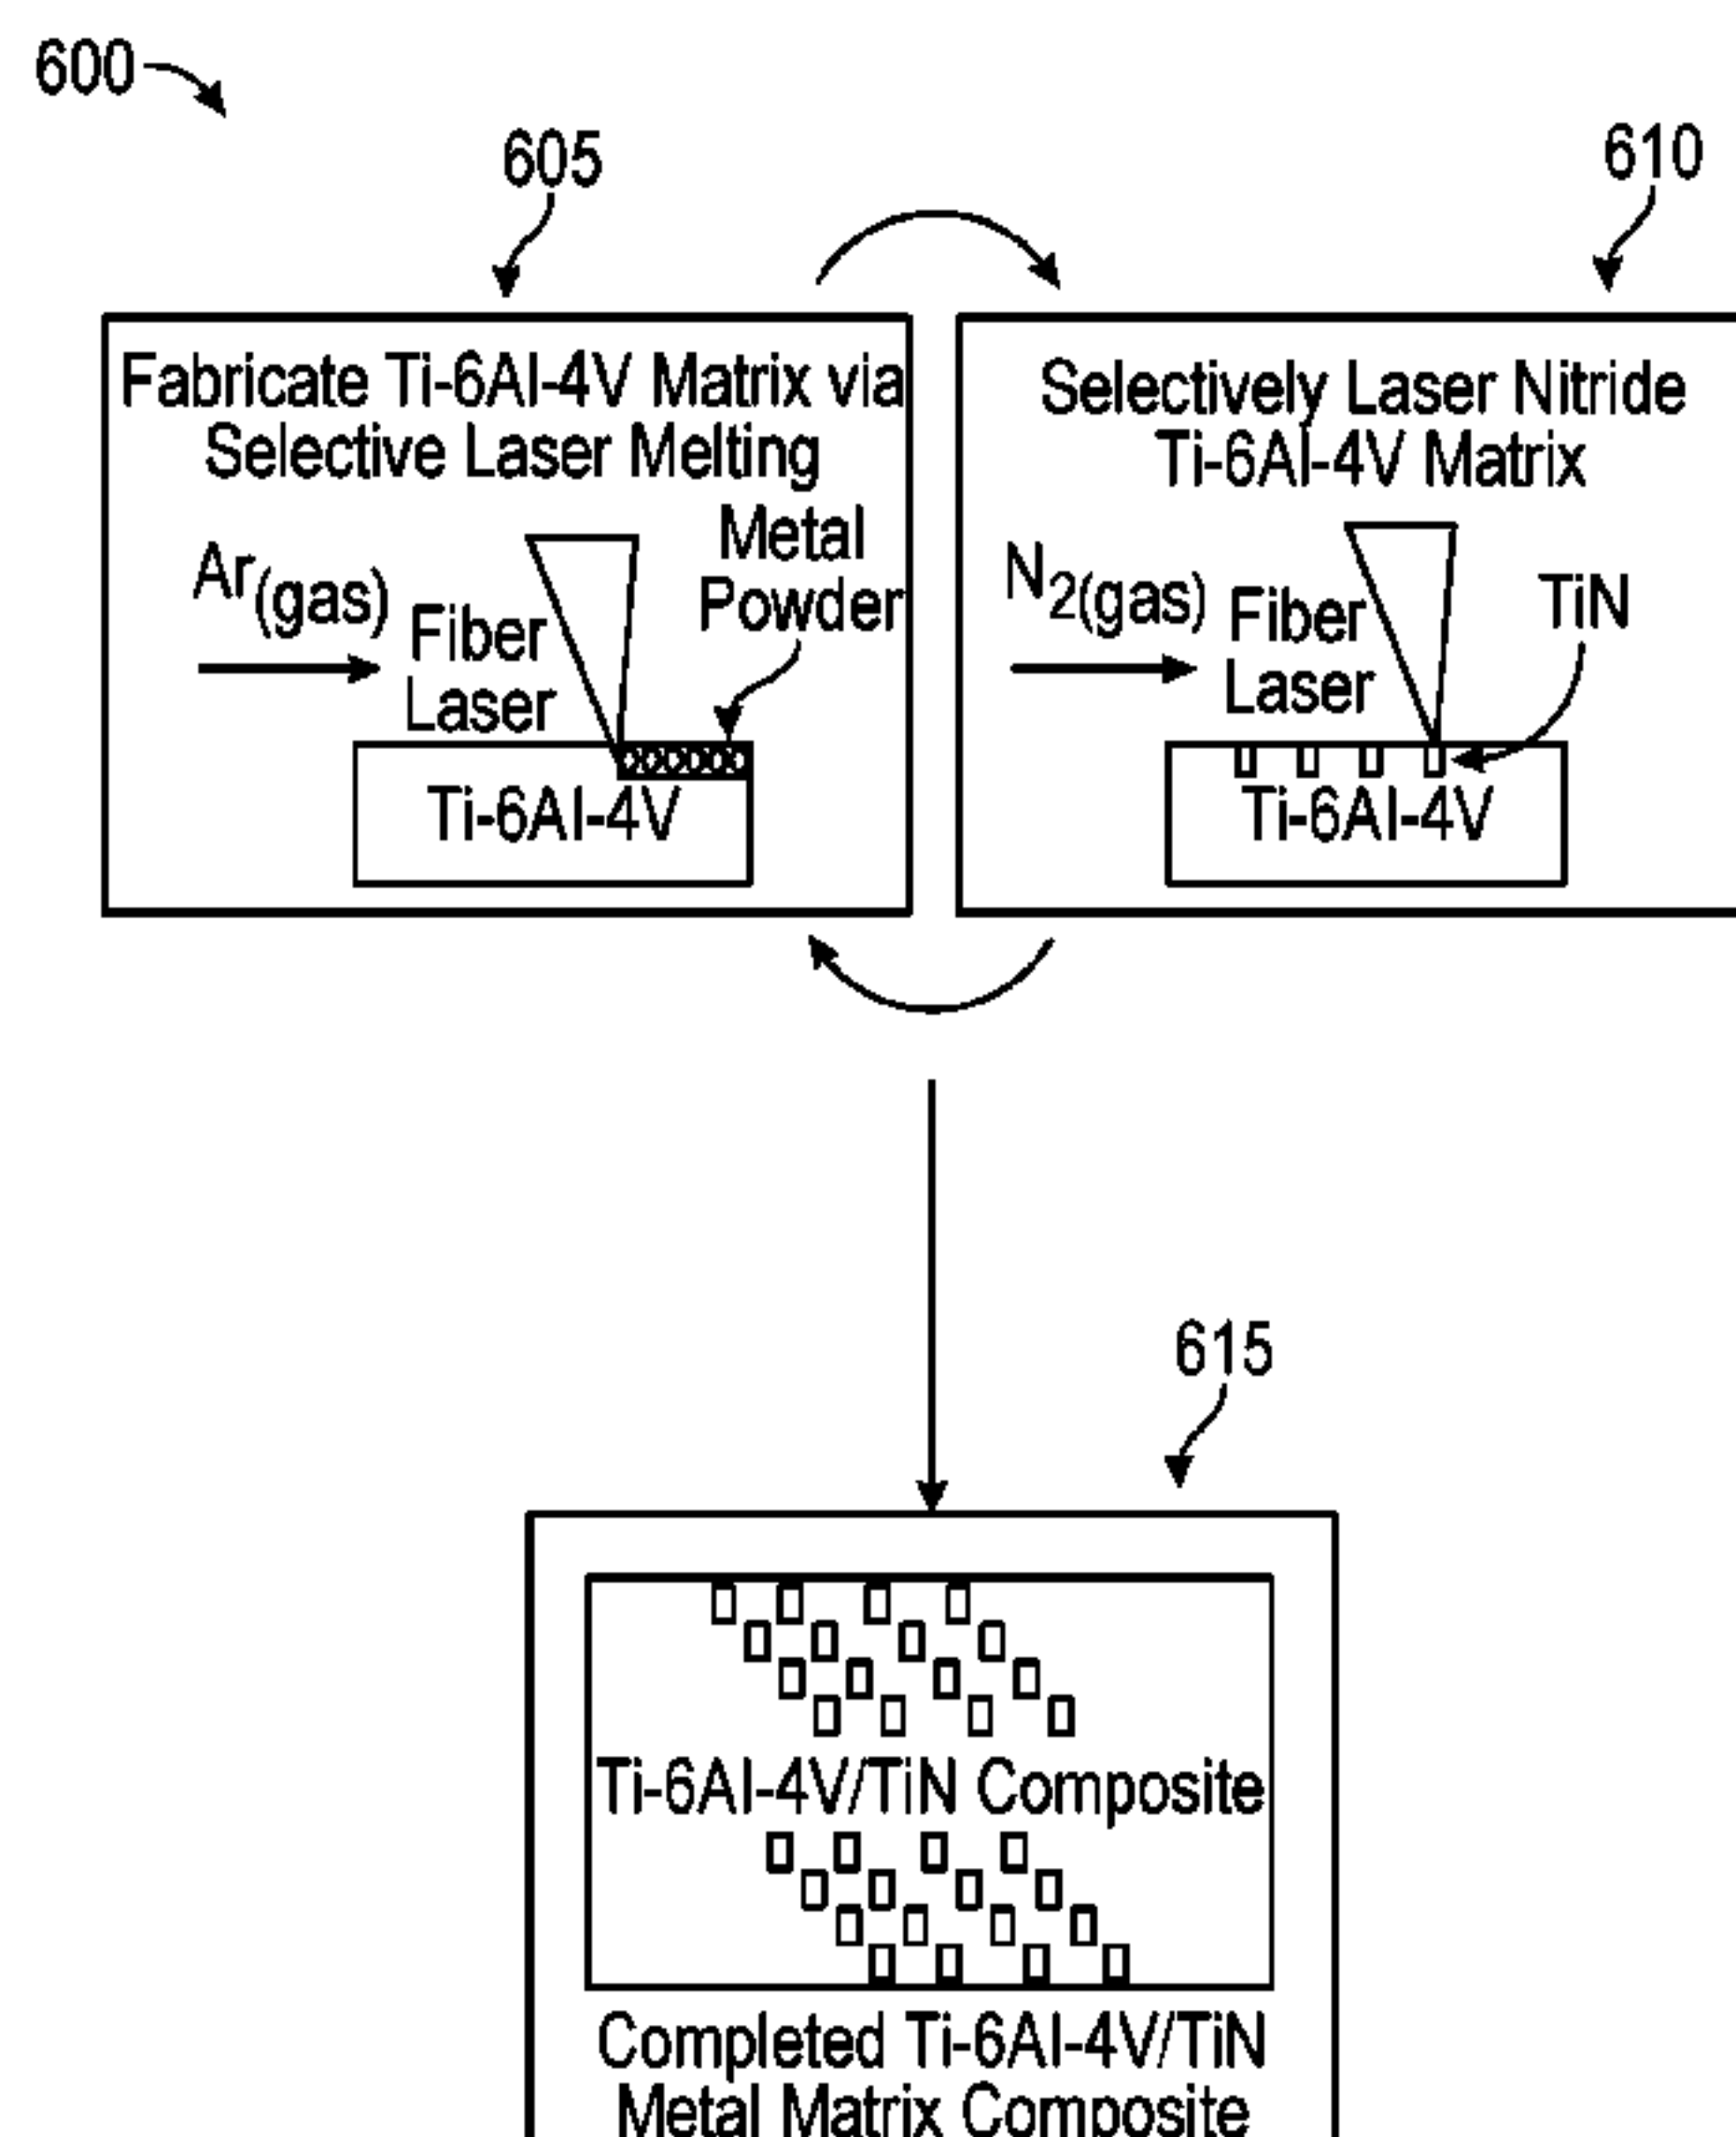 600
605
610
Fabricate Ti-6Al-4V Matrix via
Selective Laser Melting
Ar(gas)
Fiber
Laser
Metal
Powder
Ti-6Al-4V
Selectively Laser Nitride
Ti-6Al-4V Matrix
N2(gas)
Fiber
Laser
TiN
Ti-6Al-4V
615
Ti-6Al-4V/TiN Composite
Completed Ti-6Al-4V/TiN
Metal Matrix Composite